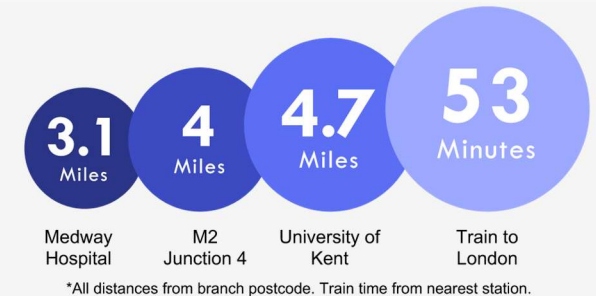 3.1
Miles
4
Miles
4.7
Miles
53
Minutes
Medway
Hospital
M2
Junction 4
University of
Kent
Train to
London
*All distances from branch postcode. Train time from nearest station.